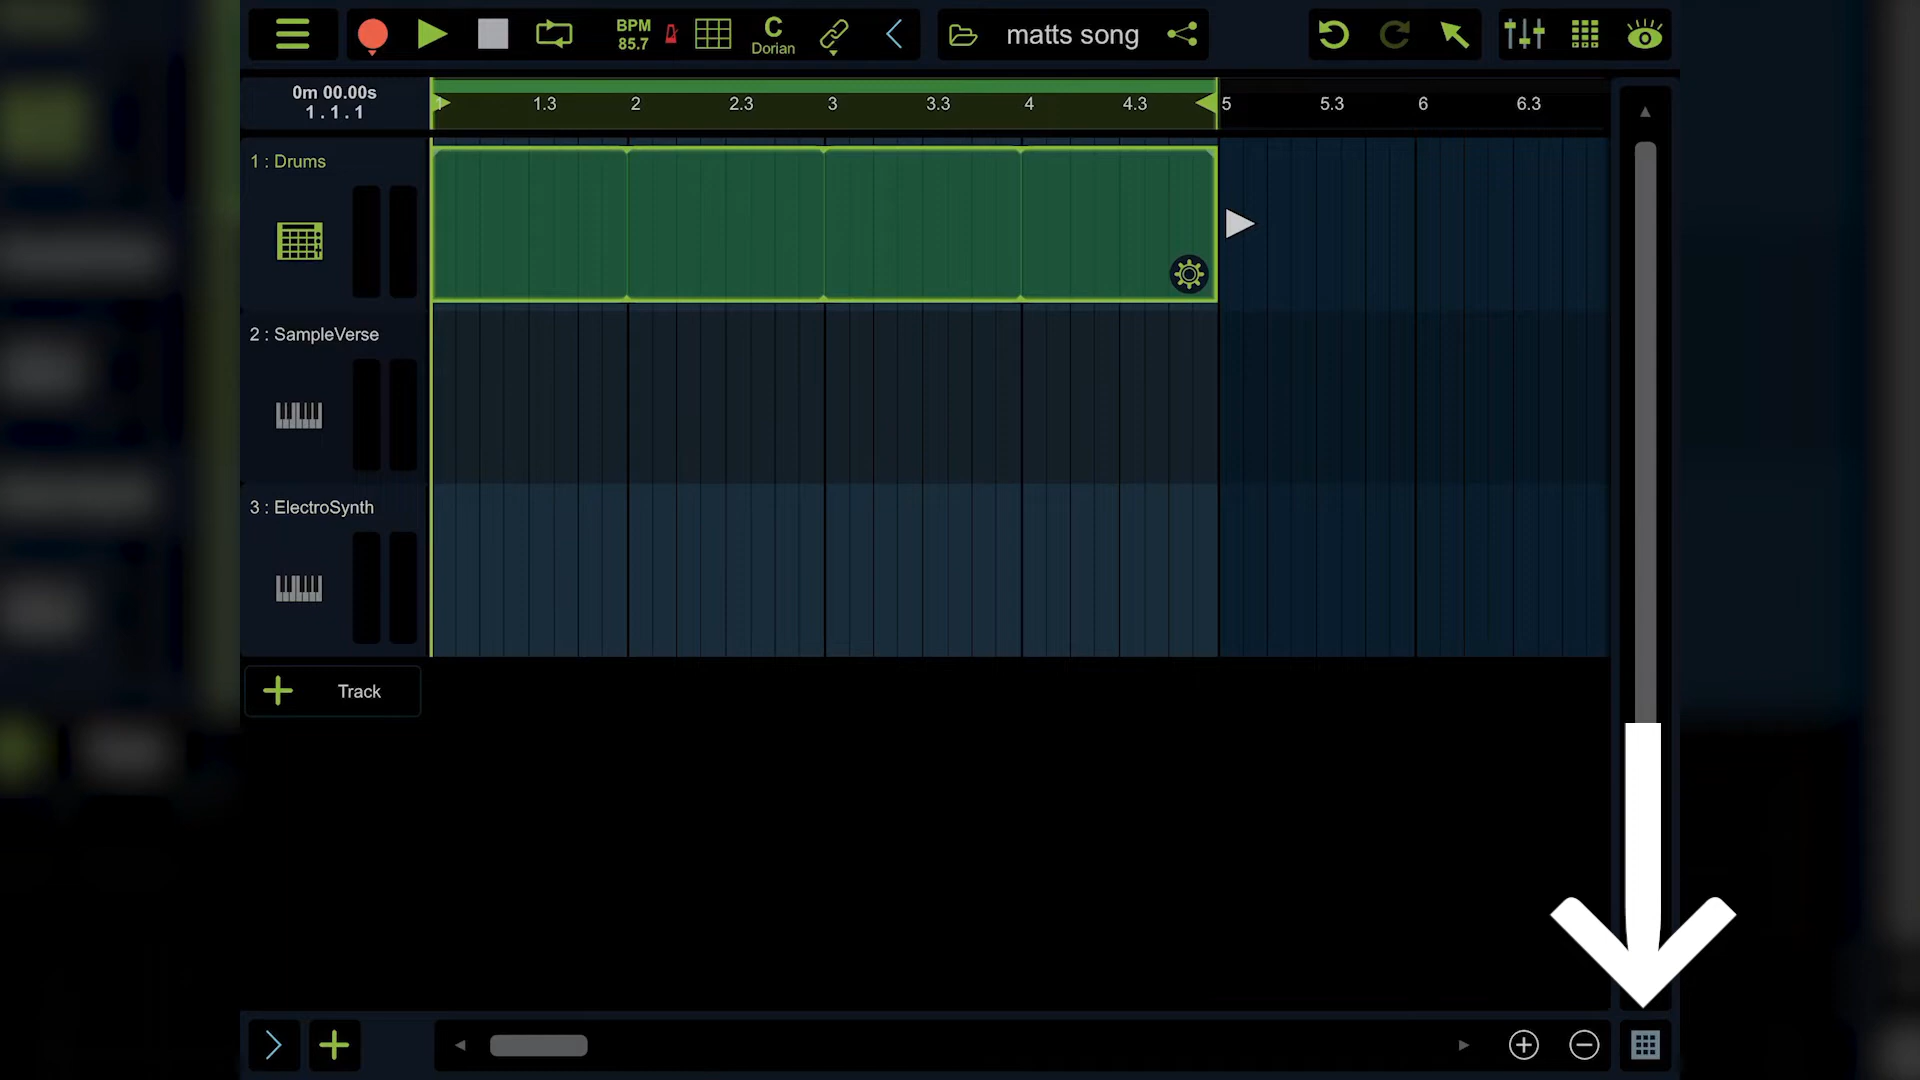 BPM
85.7
C
Dorian
matts song
0m 00.00s
1 . 1 . 1
1 1.3 2 2.3 3 3.3 4 4.3 5 5.3 6 6.3
1 : Drums
2 : SampleVerse
3 : ElectroSynth
Track